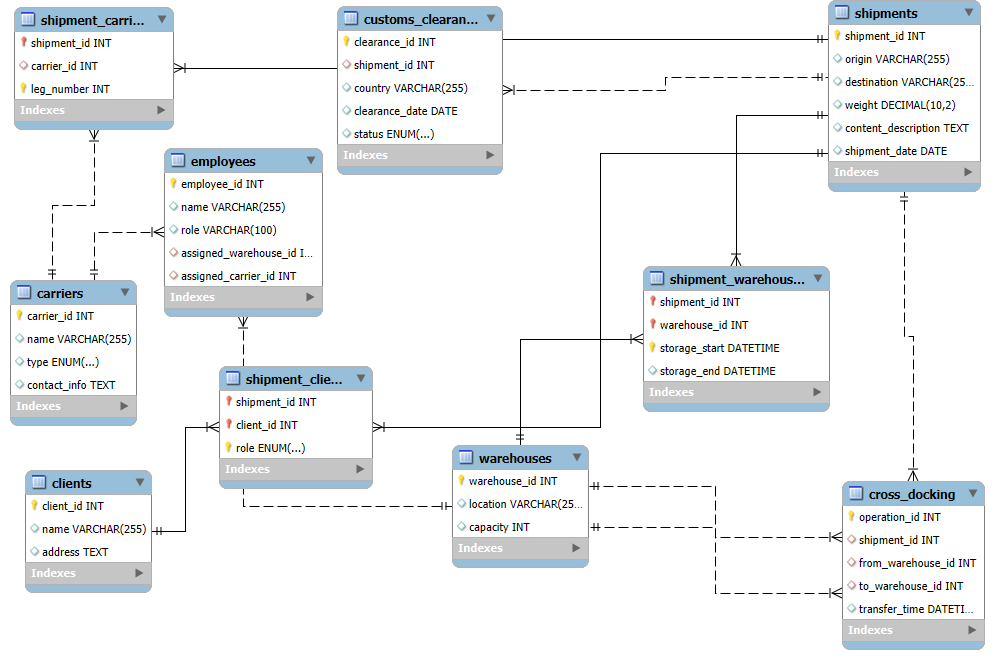 shipment_carri...
shipment_id INT
carrier_id INT
leg_number INT
Indexes
customs_clearan...
clearance_id INT
shipment_id INT
country VARCHAR(255)
clearance_date DATE
status ENUM(...)
Indexes
shipments
shipment_id INT
origin VARCHAR(255)
destination VARCHAR(25...
weight DECIMAL(10,2)
content_description TEXT
shipment_date DATE
Indexes
employees
employee_id INT
name VARCHAR(255)
role VARCHAR(100)
assigned_warehouse_id I...
assigned_carrier_id INT
Indexes
carriers
carrier_id INT
name VARCHAR(255)
type ENUM(...)
contact_info TEXT
Indexes
shipment_warehous...
shipment_id INT
warehouse_id INT
storage_start DATETIME
storage_end DATETIME
Indexes
shipment_clie...
shipment_id INT
client_id INT
role ENUM(...)
Indexes
clients
client_id INT
name VARCHAR(255)
address TEXT
Indexes
warehouses
warehouse_id INT
location VARCHAR(25...
capacity INT
Indexes
cross_docking
operation_id INT
shipment_id INT
from_warehouse_id INT
to_warehouse_id INT
transfer_time DATETI...
Indexes